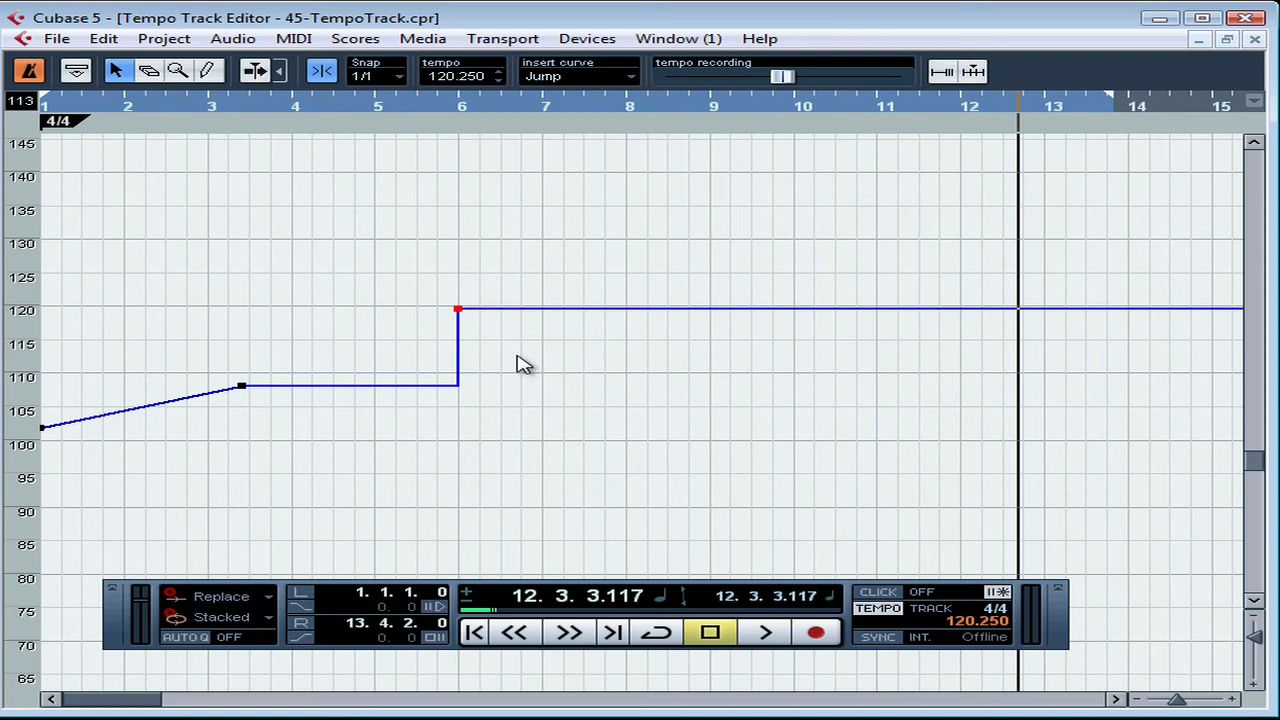 Cubase 5 - [Tempo Track Editor - 45-TempoTrack.cpr]
File Edit Project Audio MIDI Scores Media Transport Devices Window (1) Help
Snap tempo insert curve tempo recording
1/1 120.250 Jump
113 1 2 3 4 5 6 7 8 9 10 11 12 13 14 15
4/4
145
140
135
130
125
120
115
110
105
100
95
90
85
80
75
70
65
Replace L 1. 1. 1. 0 12. 3. 3.117 12. 3. 3.117 CLICK OFF
0. 0
Stacked R 13. 4. 2. 0 TEMPO TRACK 4/4
120.250
AUTO Q OFF 0. 0 SYNC INT. Offline